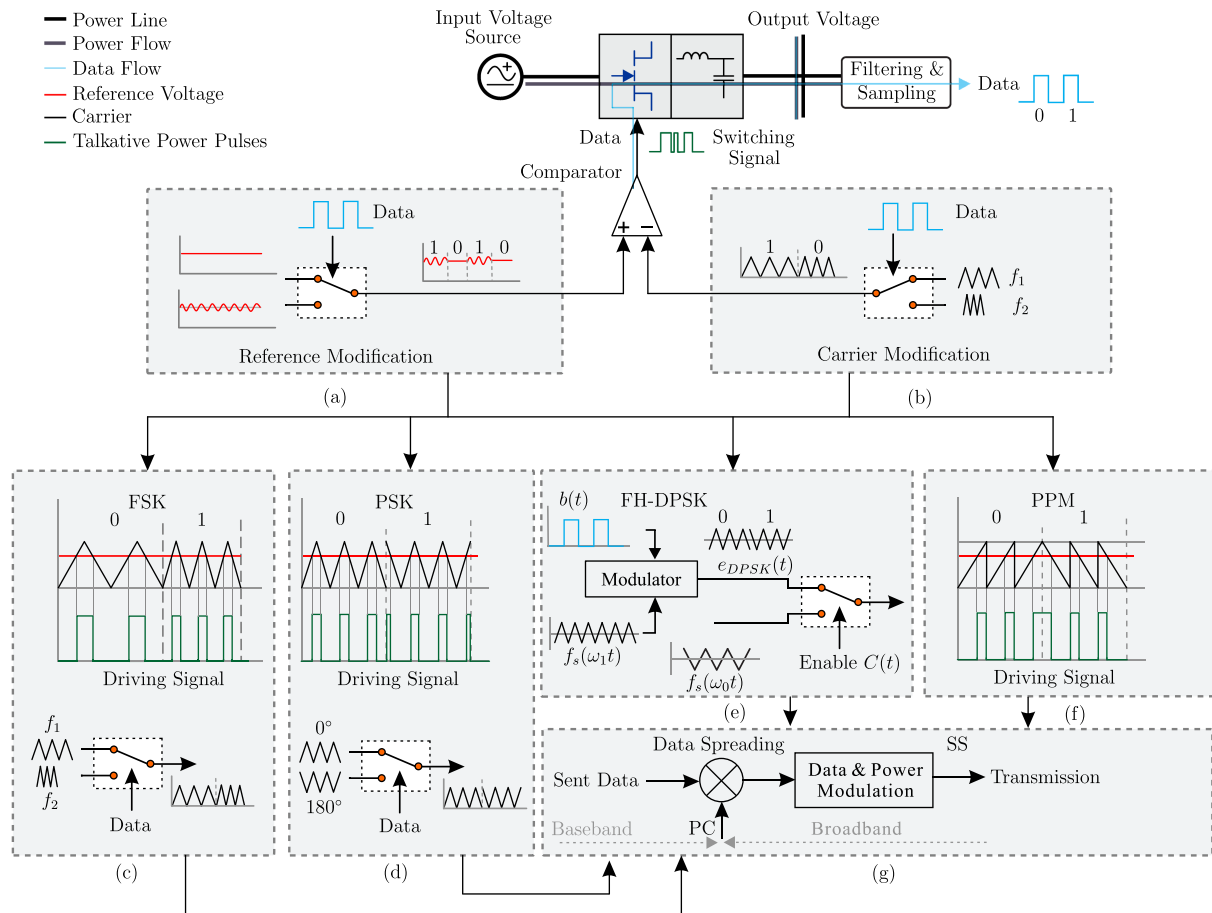 Power Line
Power Flow
Data Flow
Reference Voltage
Carrier
Talkative Power Pulses
Input Voltage
Source
Output Voltage
Filtering &
Sampling
Data
0 1
Data
Switching
Signal
Comparator
+ −
Data
1 0 1 0
Reference Modification
(a)
Data
1 0
f1
f2
Carrier Modification
(b)
FSK
0 1
Driving Signal
f1
f2
Data
(c)
PSK
0 1
Driving Signal
0°
180°
Data
(d)
b(t)
FH-DPSK
0 1
eDPSK(t)
Modulator
fs(ω1t)
fs(ω0t)
Enable C(t)
(e)
PPM
0 1
Driving Signal
(f)
Data Spreading
SS
Sent Data
Data & Power
Modulation
Transmission
PC
Baseband
Broadband
(g)